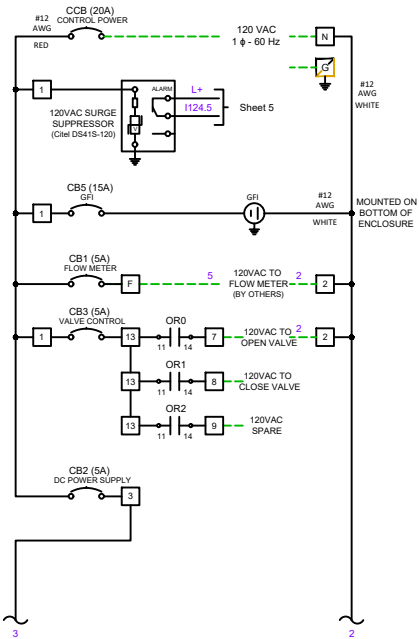 CCB (20A)
CONTROL POWER
#12
AWG
RED
120 VAC
1 ϕ - 60 Hz
N
G
#12
AWG
WHITE
1
120VAC SURGE
SUPPRESSOR
(Citel DS41S-120)
ALARM
V
L+
I124.5
Sheet 5
CB5 (15A)
GFI
1
GFI
#12
AWG
WHITE
MOUNTED ON
BOTTOM OF
ENCLOSURE
CB1 (5A)
FLOW METER
F
5
120VAC TO
FLOW METER
(BY OTHERS)
2
2
CB3 (5A)
VALVE CONTROL
1
13
OR0
11
14
7
120VAC TO
OPEN VALVE
2
2
13
OR1
11
14
8
120VAC TO
CLOSE VALVE
13
OR2
11
14
9
120VAC
SPARE
CB2 (5A)
DC POWER SUPPLY
3
3
2